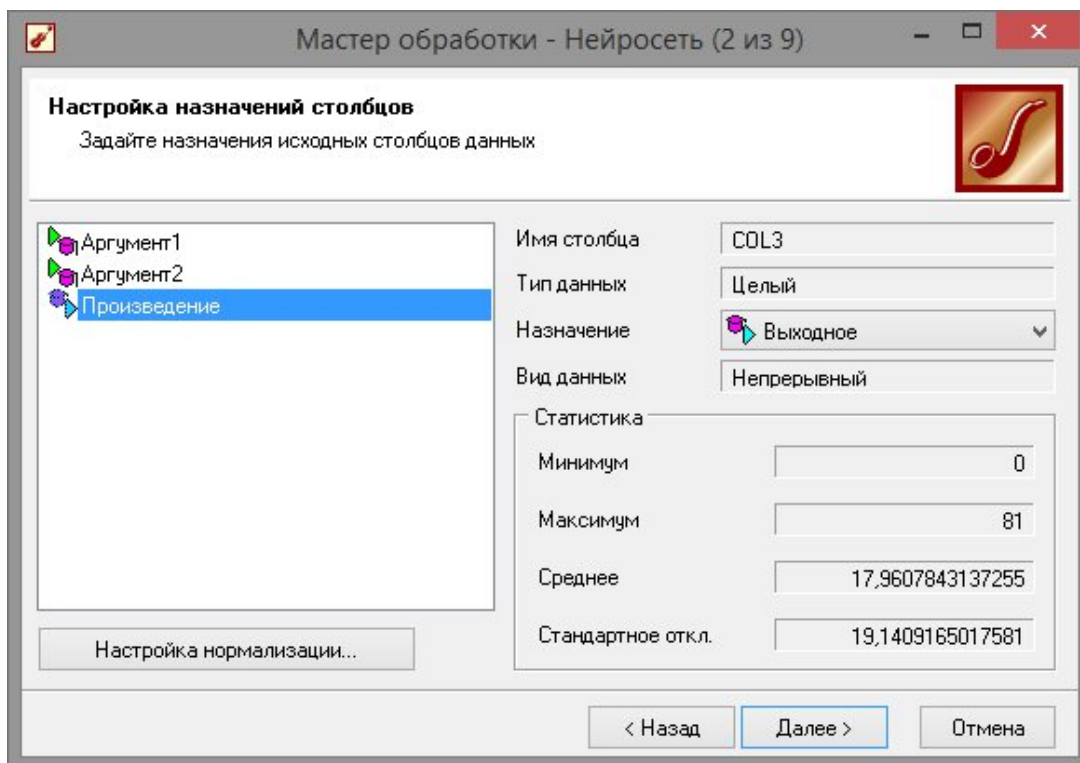 Мастер обработки - Нейросеть (2 из 9)
Настройка назначений столбцов
Задайте назначения исходных столбцов данных
Аргумент1
Аргумент2
Произведение
Настройка нормализации...
Имя столбца COL3
Тип данных Целый
Назначение Выходное
Вид данных Непрерывный
Статистика
Минимум 0
Максимум 81
Среднее 17,9607843137255
Стандартное откл. 19,1409165017581
< Назад Далее > Отмена